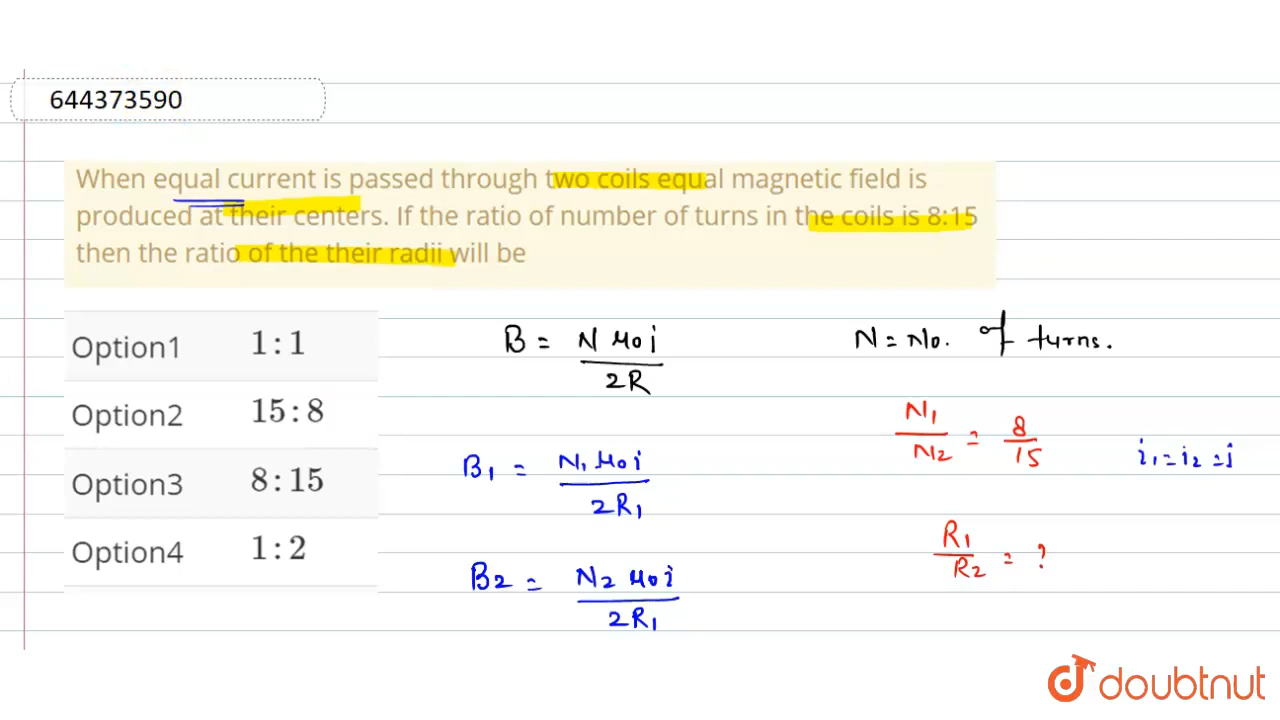 644373590
When equal current is passed through two coils equal magnetic field is
produced at their centers. If the ratio of number of turns in the coils is 8:15
then the ratio of the their radii will be
Option1 1 : 1
Option2 15 : 8
Option3 8 : 15
Option4 1 : 2
B = N μ0 i / 2R
N = No. of turns.
N1 / N2 = 8 / 15
i1 = i2 = i
B1 = N1 μ0 i / 2R1
R1 / R2 = ?
B2 = N2 μ0 i / 2R1
doubtnut